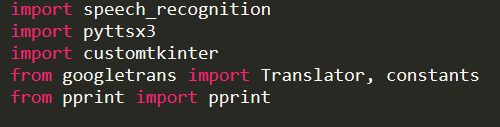 import speech_recognition
import pyttsx3
import customtkinter
from googletrans import Translator, constants
from pprint import pprint